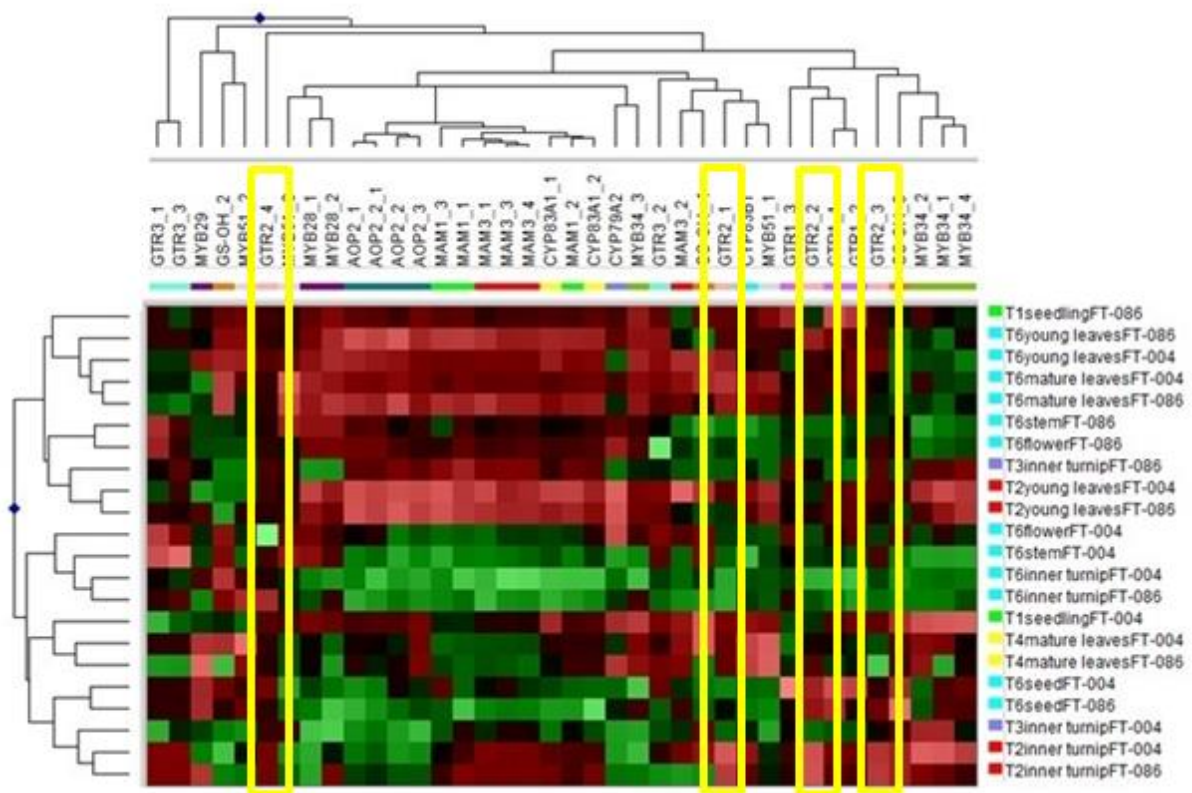 GTR3_1
GTR3_3
MYB29
GS-OH_2
MYB51_2
GTR2_4
MYB28_1
MYB28_2
AOP2_1
AOP2_2_1
AOP2_2
AOP2_3
MAM1_3
MAM1_1
MAM3_1
MAM3_3
MAM3_4
CYP83A1_1
MAM1_2
CYP83A1_2
CYP79A2
MYB34_3
GTR3_2
MAM3_2
GTR2_1
CYP83B1
MYB51_1
GTR1_3
GTR2_2
GTR2_3
MYB34_2
MYB34_1
MYB34_4
T1seedlingFT-086
T6young leavesFT-086
T6young leavesFT-004
T6mature leavesFT-004
T6mature leavesFT-086
T6stemFT-086
T6flowerFT-086
T3inner turnipFT-086
T2young leavesFT-004
T2young leavesFT-086
T6flowerFT-004
T6stemFT-004
T6inner turnipFT-004
T6inner turnipFT-086
T1seedlingFT-004
T4mature leavesFT-004
T4mature leavesFT-086
T6seedFT-004
T6seedFT-086
T3inner turnipFT-004
T2inner turnipFT-004
T2inner turnipFT-086